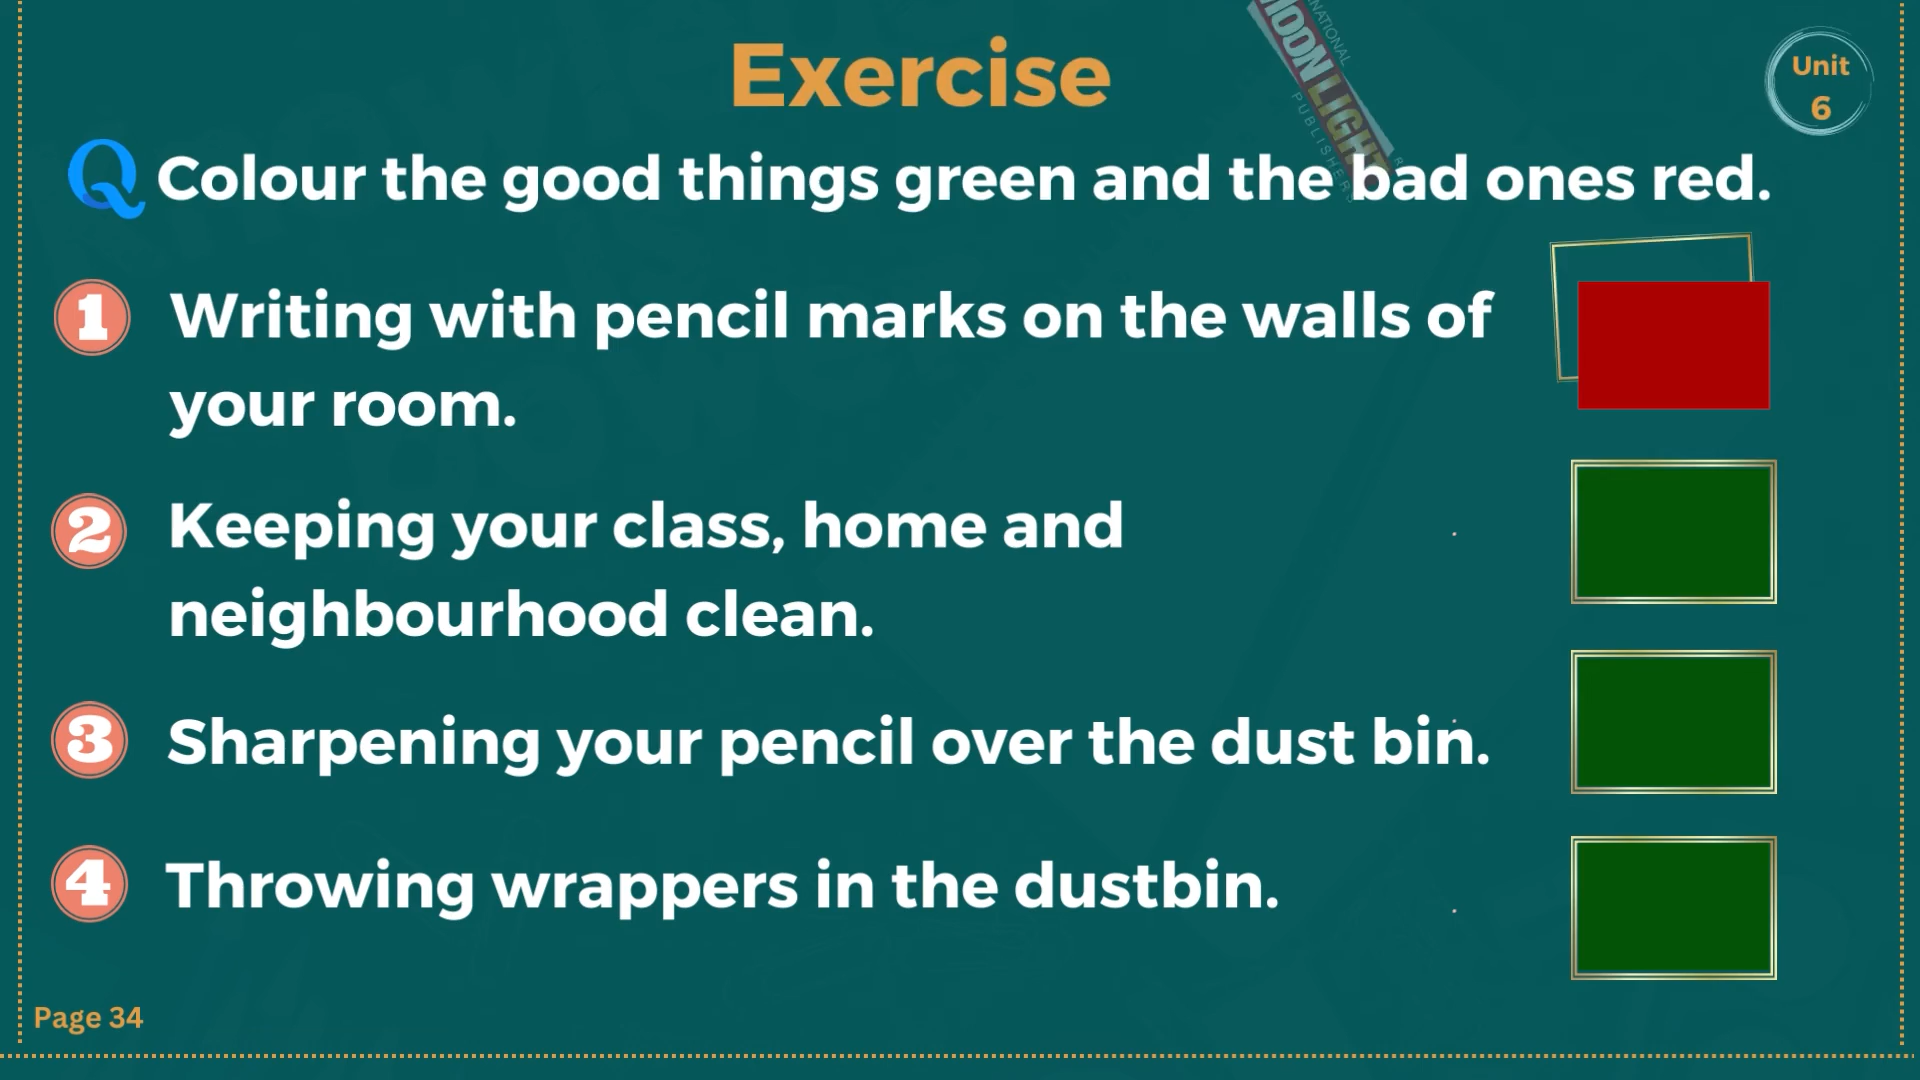 Exercise
Unit
6
Q Colour the good things green and the bad ones red.
1 Writing with pencil marks on the walls of
your room.
2 Keeping your class, home and
neighbourhood clean.
3 Sharpening your pencil over the dust bin.
4 Throwing wrappers in the dustbin.
Page 34
MOONLIGHT
PUBLISHERS